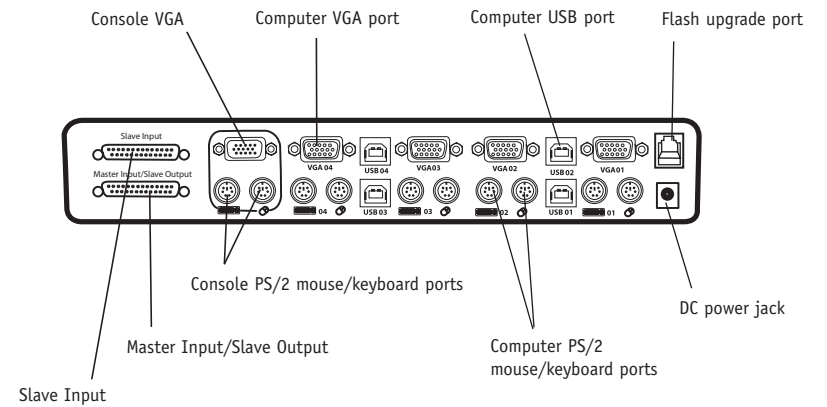 Console VGA
Computer VGA port
Computer USB port
Flash upgrade port
Slave Input
Master Input/Slave Output
VGA 04
USB 04
VGA03
VGA 02
USB 02
VGA01
04
USB 03
03
02
USB 01
01
Console PS/2 mouse/keyboard ports
DC power jack
Master Input/Slave Output
Computer PS/2
mouse/keyboard ports
Slave Input